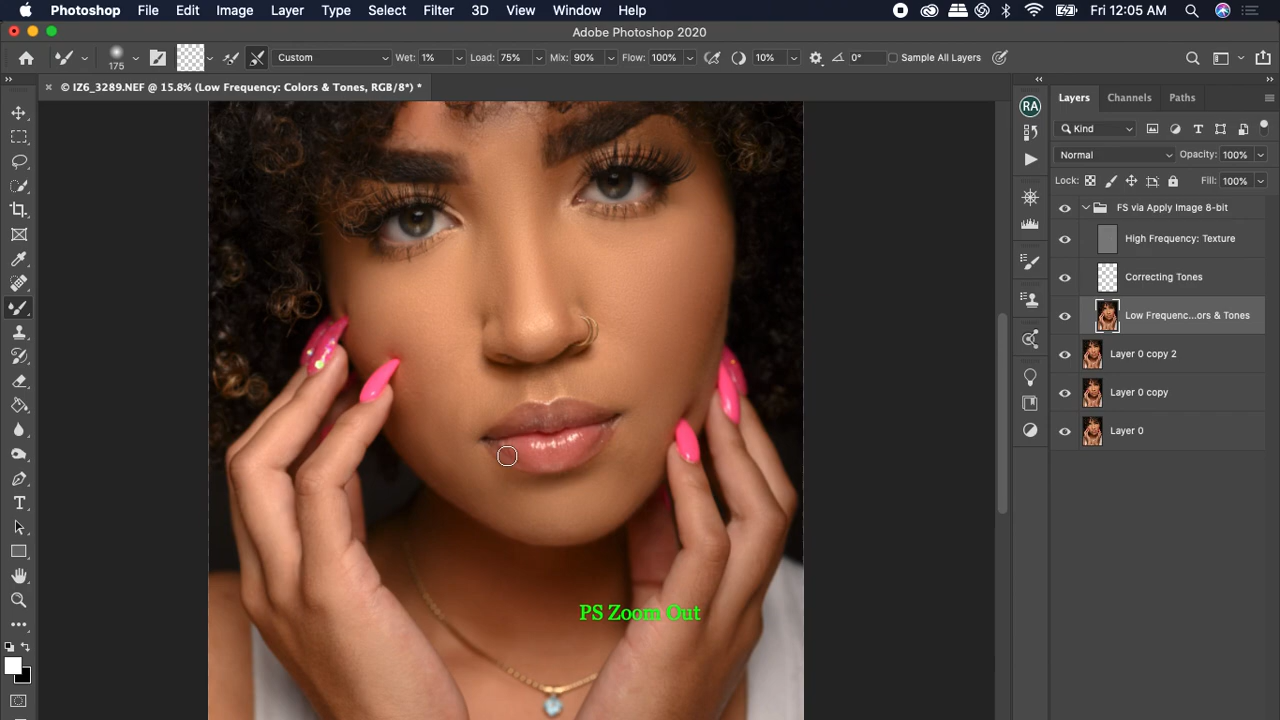 Photoshop File Edit Image Layer Type Select Filter 3D View Window Help Fri 12:05 AM
Adobe Photoshop 2020
175 Custom Wet: 1% Load: 75% Mix: 90% Flow: 100% 10% 0° Sample All Layers
× © IZ6_3289.NEF @ 15.8% (Low Frequency: Colors & Tones, RGB/8*) *
RA
Layers Channels Paths
Kind
Normal Opacity: 100%
Lock: Fill: 100%
FS via Apply Image 8-bit
High Frequency: Texture
Correcting Tones
Low Frequenc...ors & Tones
Layer 0 copy 2
Layer 0 copy
Layer 0
PS Zoom Out